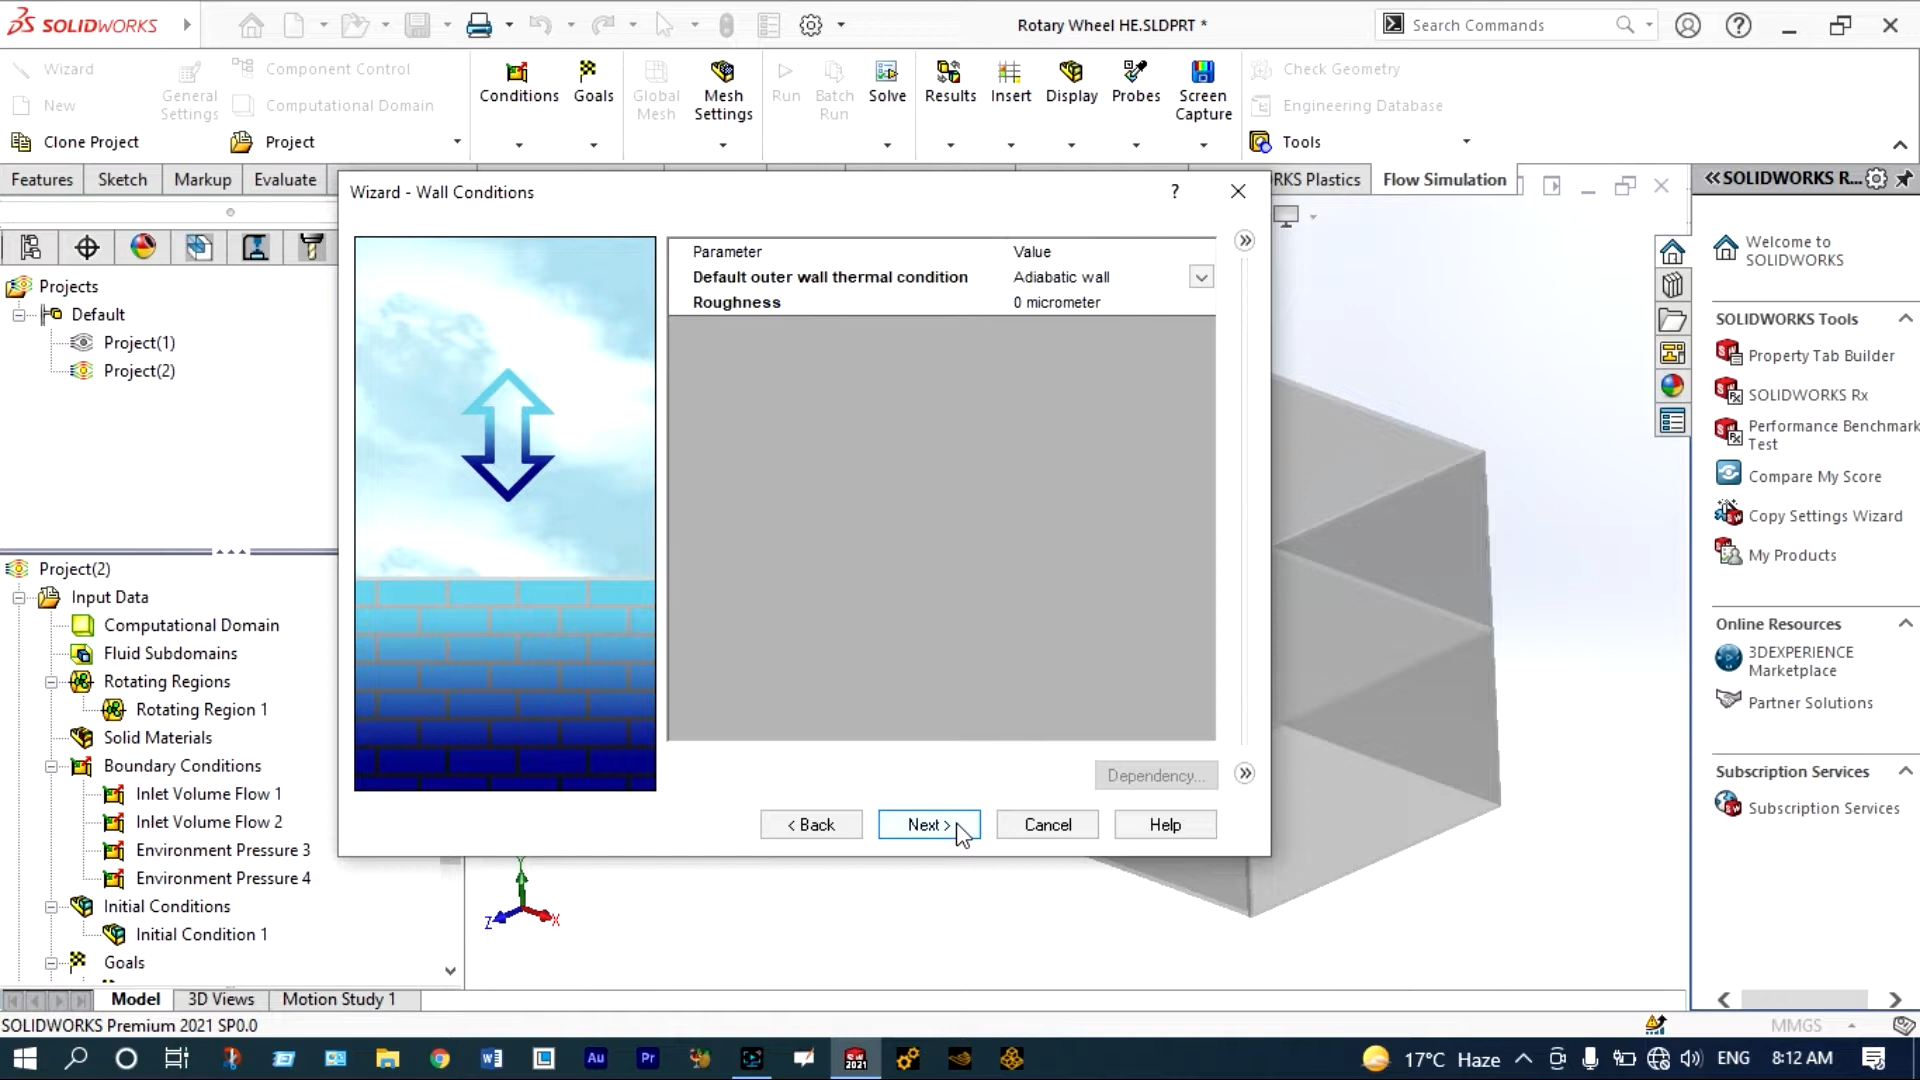 SOLIDWORKS
Rotary Wheel HE.SLDPRT *
Search Commands
Wizard
New
Clone Project
General
Settings
Component Control
Computational Domain
Project
Conditions
Goals
Global
Mesh
Mesh
Settings
Run
Batch
Run
Solve
Results
Insert
Display
Probes
Screen
Capture
Check Geometry
Engineering Database
Tools
Features
Sketch
Markup
Evaluate
RKS Plastics
Flow Simulation
SOLIDWORKS R...
Wizard - Wall Conditions
?
Parameter Value
Default outer wall thermal condition Adiabatic wall
Roughness 0 micrometer
Dependency...
< Back
Next >
Cancel
Help
Projects
Default
Project(1)
Project(2)
Project(2)
Input Data
Computational Domain
Fluid Subdomains
Rotating Regions
Rotating Region 1
Solid Materials
Boundary Conditions
Inlet Volume Flow 1
Inlet Volume Flow 2
Environment Pressure 3
Environment Pressure 4
Initial Conditions
Initial Condition 1
Goals
Z
Y
X
Welcome to
SOLIDWORKS
SOLIDWORKS Tools
Property Tab Builder
SOLIDWORKS Rx
Performance Benchmark
Test
Compare My Score
Copy Settings Wizard
My Products
Online Resources
3DEXPERIENCE
Marketplace
Partner Solutions
Subscription Services
Subscription Services
Model
3D Views
Motion Study 1
SOLIDWORKS Premium 2021 SP0.0
MMGS
Au
Pr
SW
2021
17°C Haze
ENG
8:12 AM